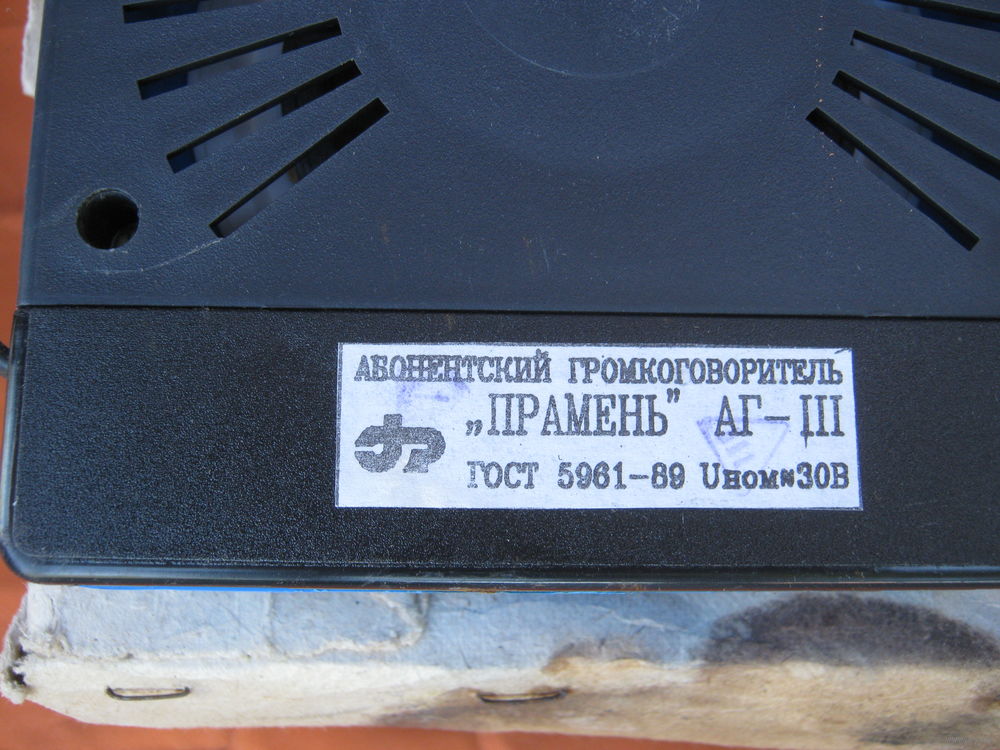 АБОНЕНТСКИЙ ГРОМКОГОВОРИТЕЛЬ
„ПРАМЕНЬ" АГ-III
ГОСТ 5961-89 Uном≈30В